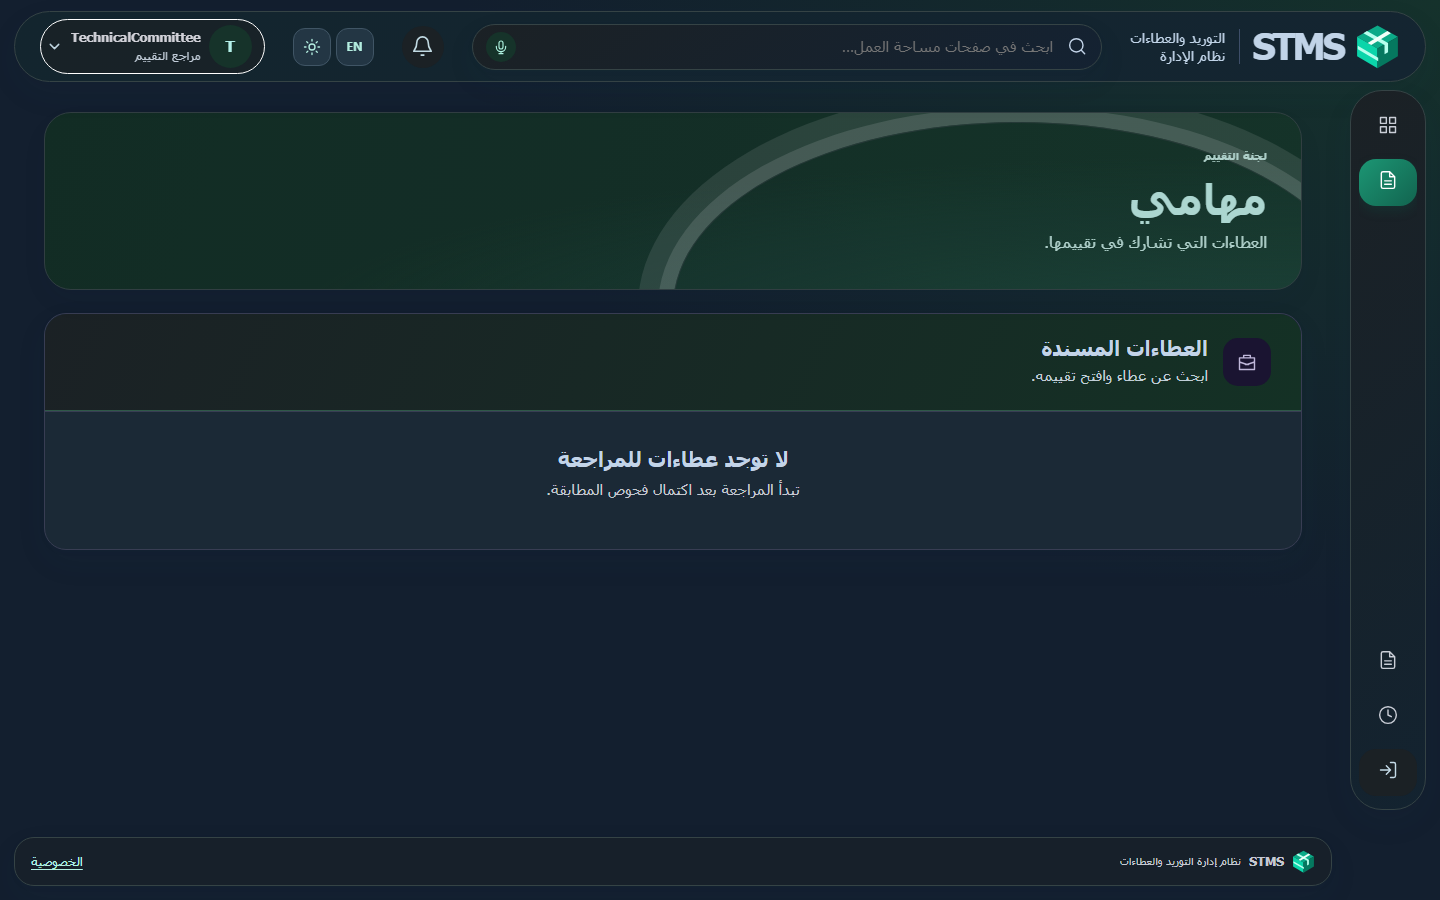 STMS
التوريد والعطاءات
نظام الإدارة
ابحث في صفحات مساحة العمل...
EN
T
TechnicalCommittee
مراجع التقييم
لجنة التقييم
مهامي
العطاءات التي تشارك في تقييمها.
العطاءات المسندة
ابحث عن عطاء وافتح تقييمه.
لا توجد عطاءات للمراجعة
تبدأ المراجعة بعد اكتمال فحوص المطابقة.
STMS نظام إدارة التوريد والعطاءات
الخصوصية